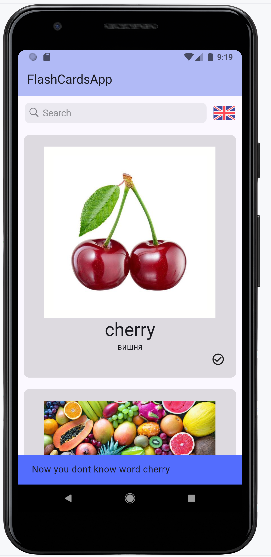 9:19
FlashCardsApp
Search
cherry
вишня
Now you dont know word cherry